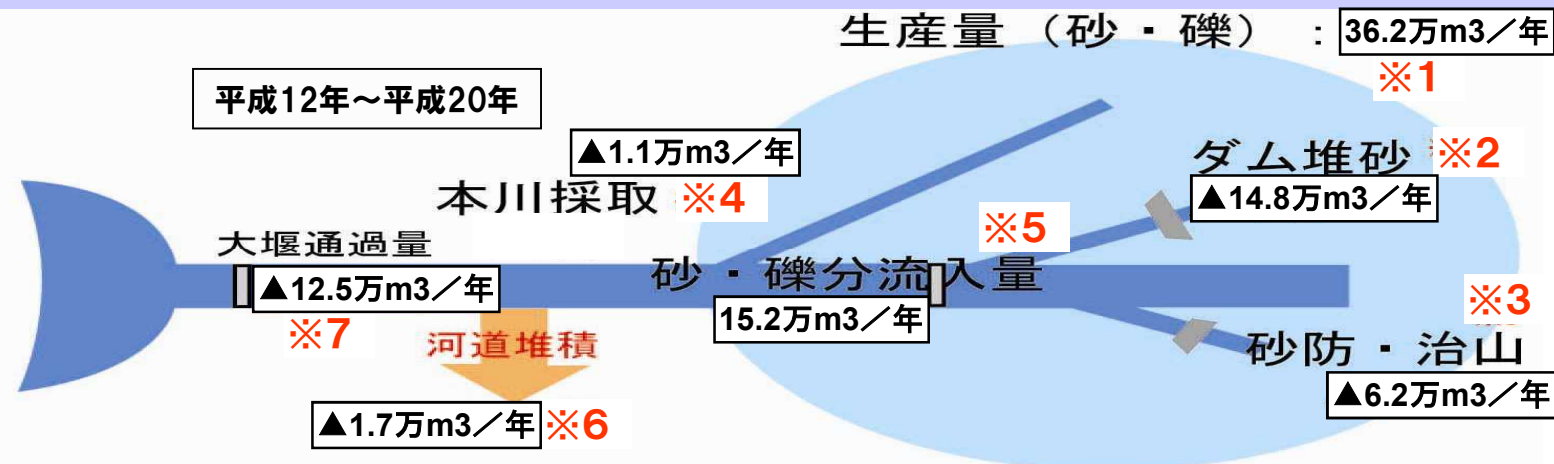 生産量（砂・礫）：36.2万m3／年
※1
平成12年～平成20年
▲1.1万m3／年
本川採取 ※4
ダム堆砂 ※2
▲14.8万m3／年
※5
大堰通過量
▲12.5万m3／年
※7
砂・礫分流入量
15.2万m3／年
※3
砂防・治山
▲6.2万m3／年
河道堆積
▲1.7万m3／年 ※6